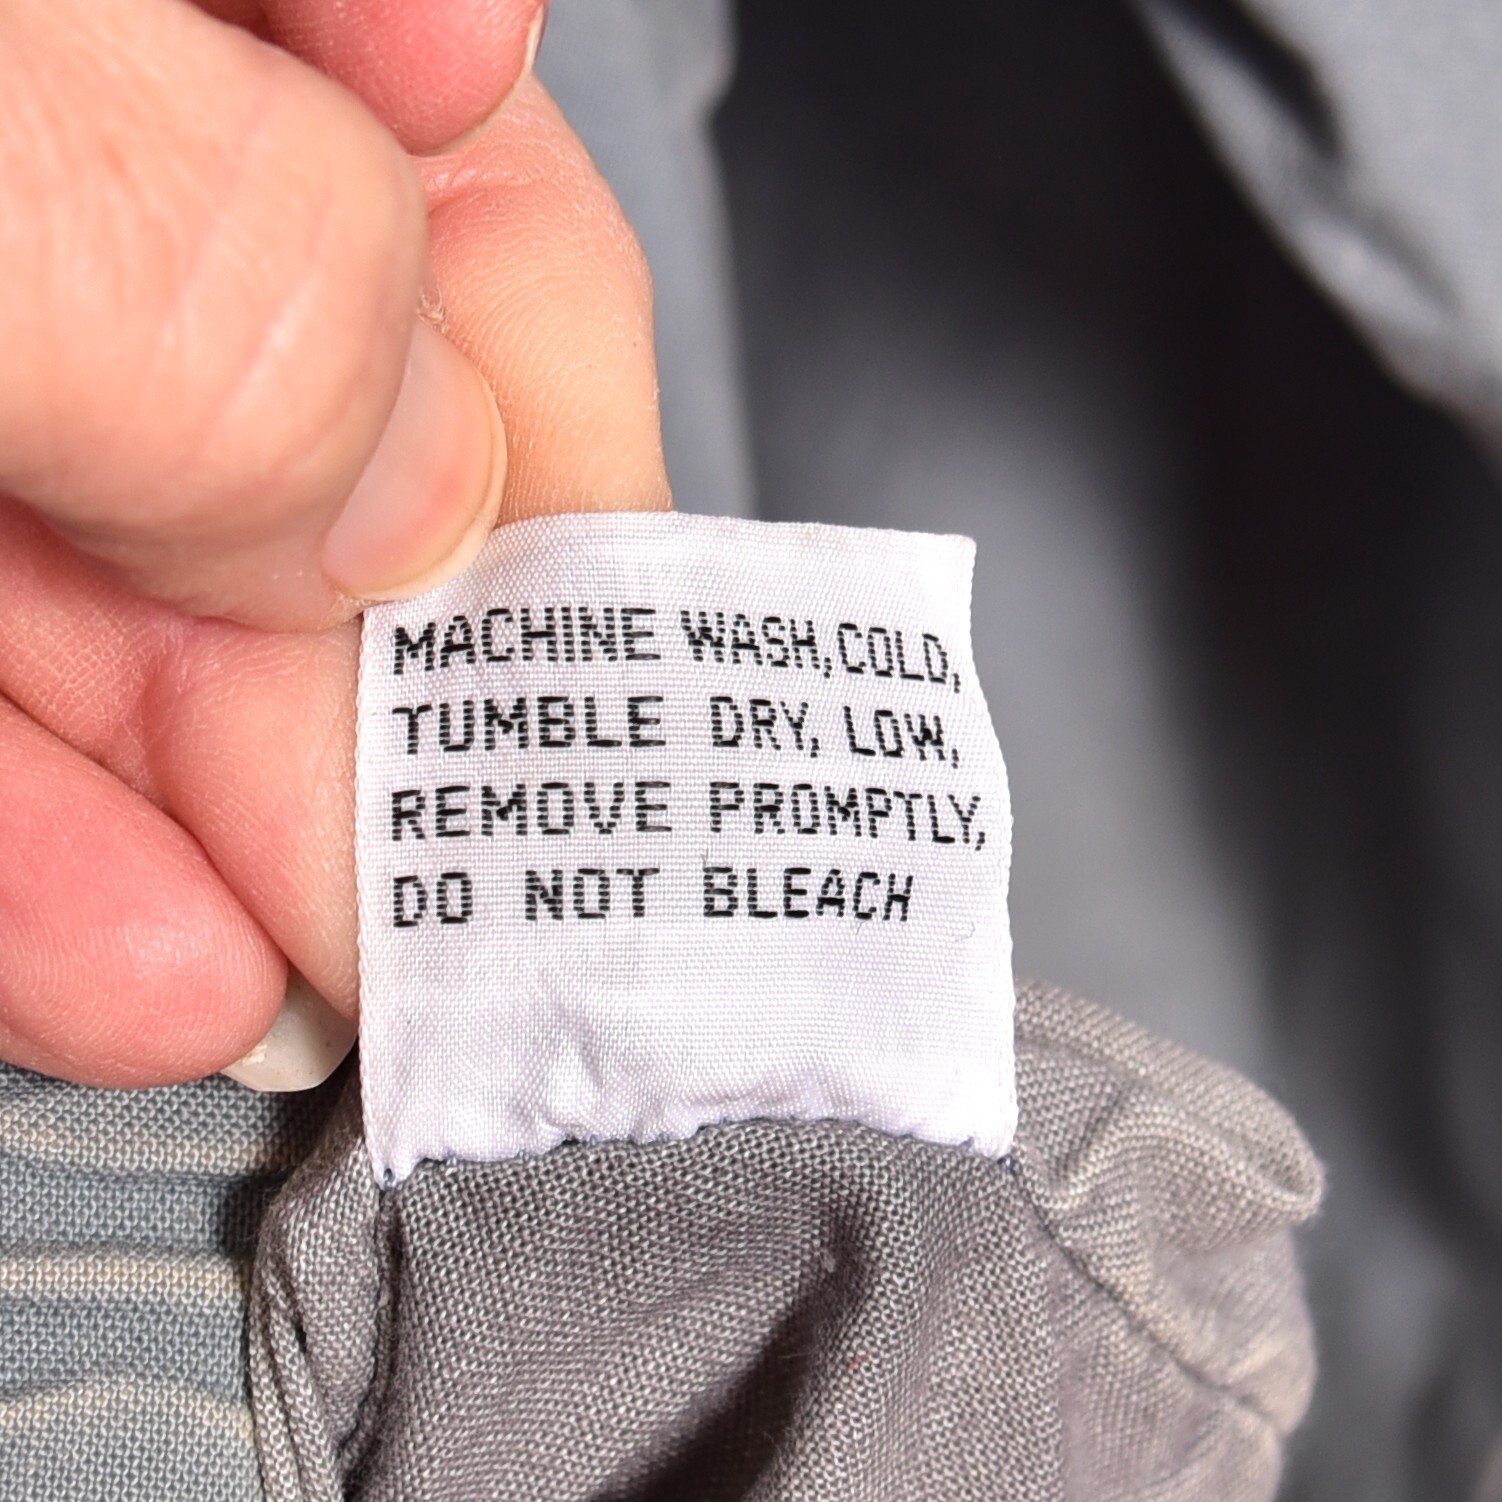 MACHINE WASH, COLD,
TUMBLE DRY, LOW,
REMOVE PROMPTLY,
DO NOT BLEACH